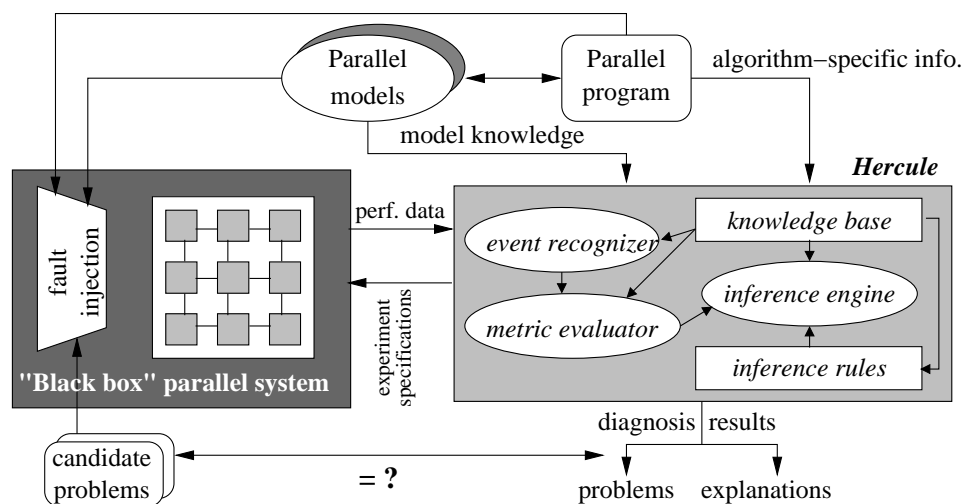 Parallel
models
Parallel
program
algorithm−specific info.
model knowledge
Hercule
fault
injection
perf. data
event recognizer
knowledge base
inference engine
metric evaluator
inference rules
experiment
specifications
"Black box" parallel system
diagnosis results
candidate
problems
= ?
problems
explanations